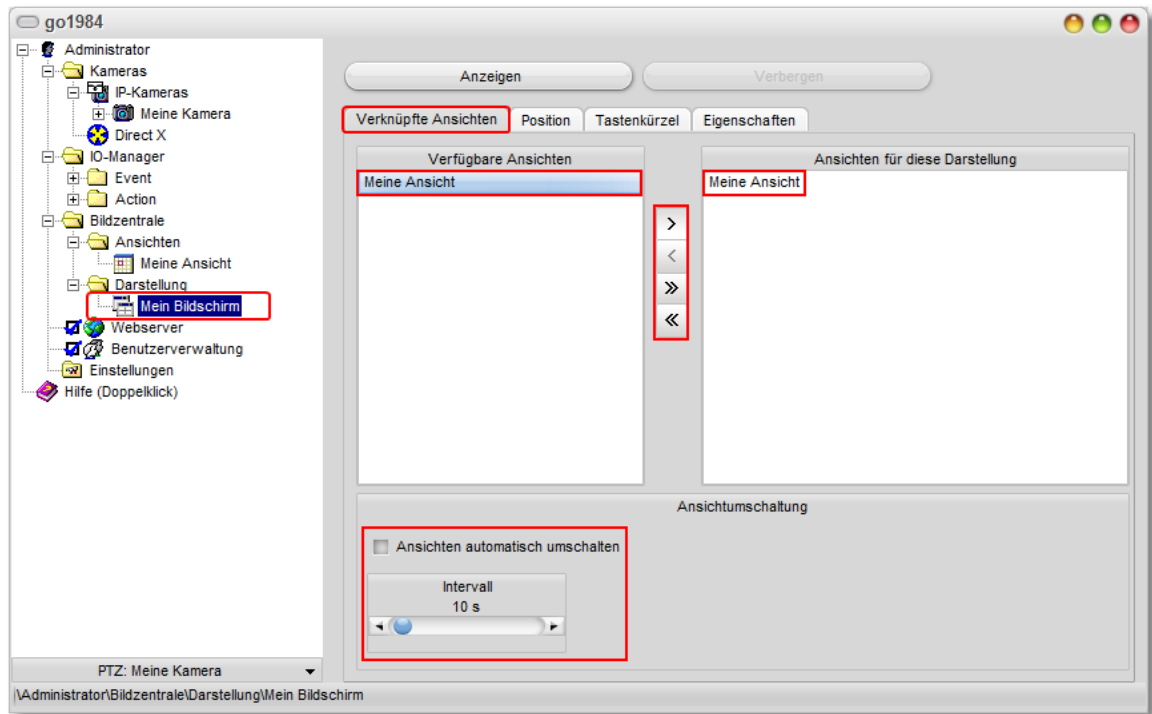 go1984
Administrator
Kameras
IP-Kameras
Meine Kamera
Direct X
IO-Manager
Event
Action
Bildzentrale
Ansichten
Meine Ansicht
Darstellung
Mein Bildschirm
Webserver
Benutzerverwaltung
Einstellungen
Hilfe (Doppelklick)
PTZ: Meine Kamera
Anzeigen
Verbergen
Verknüpfte Ansichten
Position
Tastenkürzel
Eigenschaften
Verfügbare Ansichten
Meine Ansicht
>
<
»
«
Ansichten für diese Darstellung
Meine Ansicht
Ansichtumschaltung
Ansichten automatisch umschalten
Intervall
10 s
\Administrator\Bildzentrale\Darstellung\Mein Bildschirm